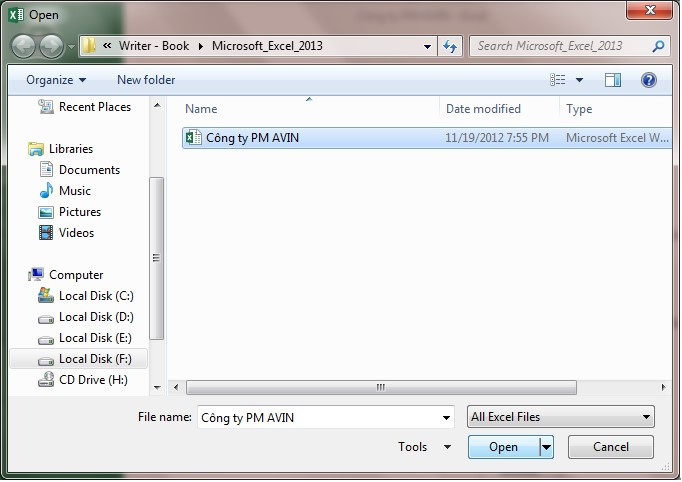 Open
« Writer - Book Microsoft_Excel_2013 Search Microsoft_Excel_2013
Organize New folder
Recent Places
Libraries
Documents
Music
Pictures
Videos
Computer
Local Disk (C:)
Local Disk (D:)
Local Disk (E:)
Local Disk (F:)
CD Drive (H:)
Name Date modified Type
Công ty PM AVIN 11/19/2012 7:55 PM Microsoft Excel W...
File name: Công ty PM AVIN All Excel Files
Tools Open Cancel